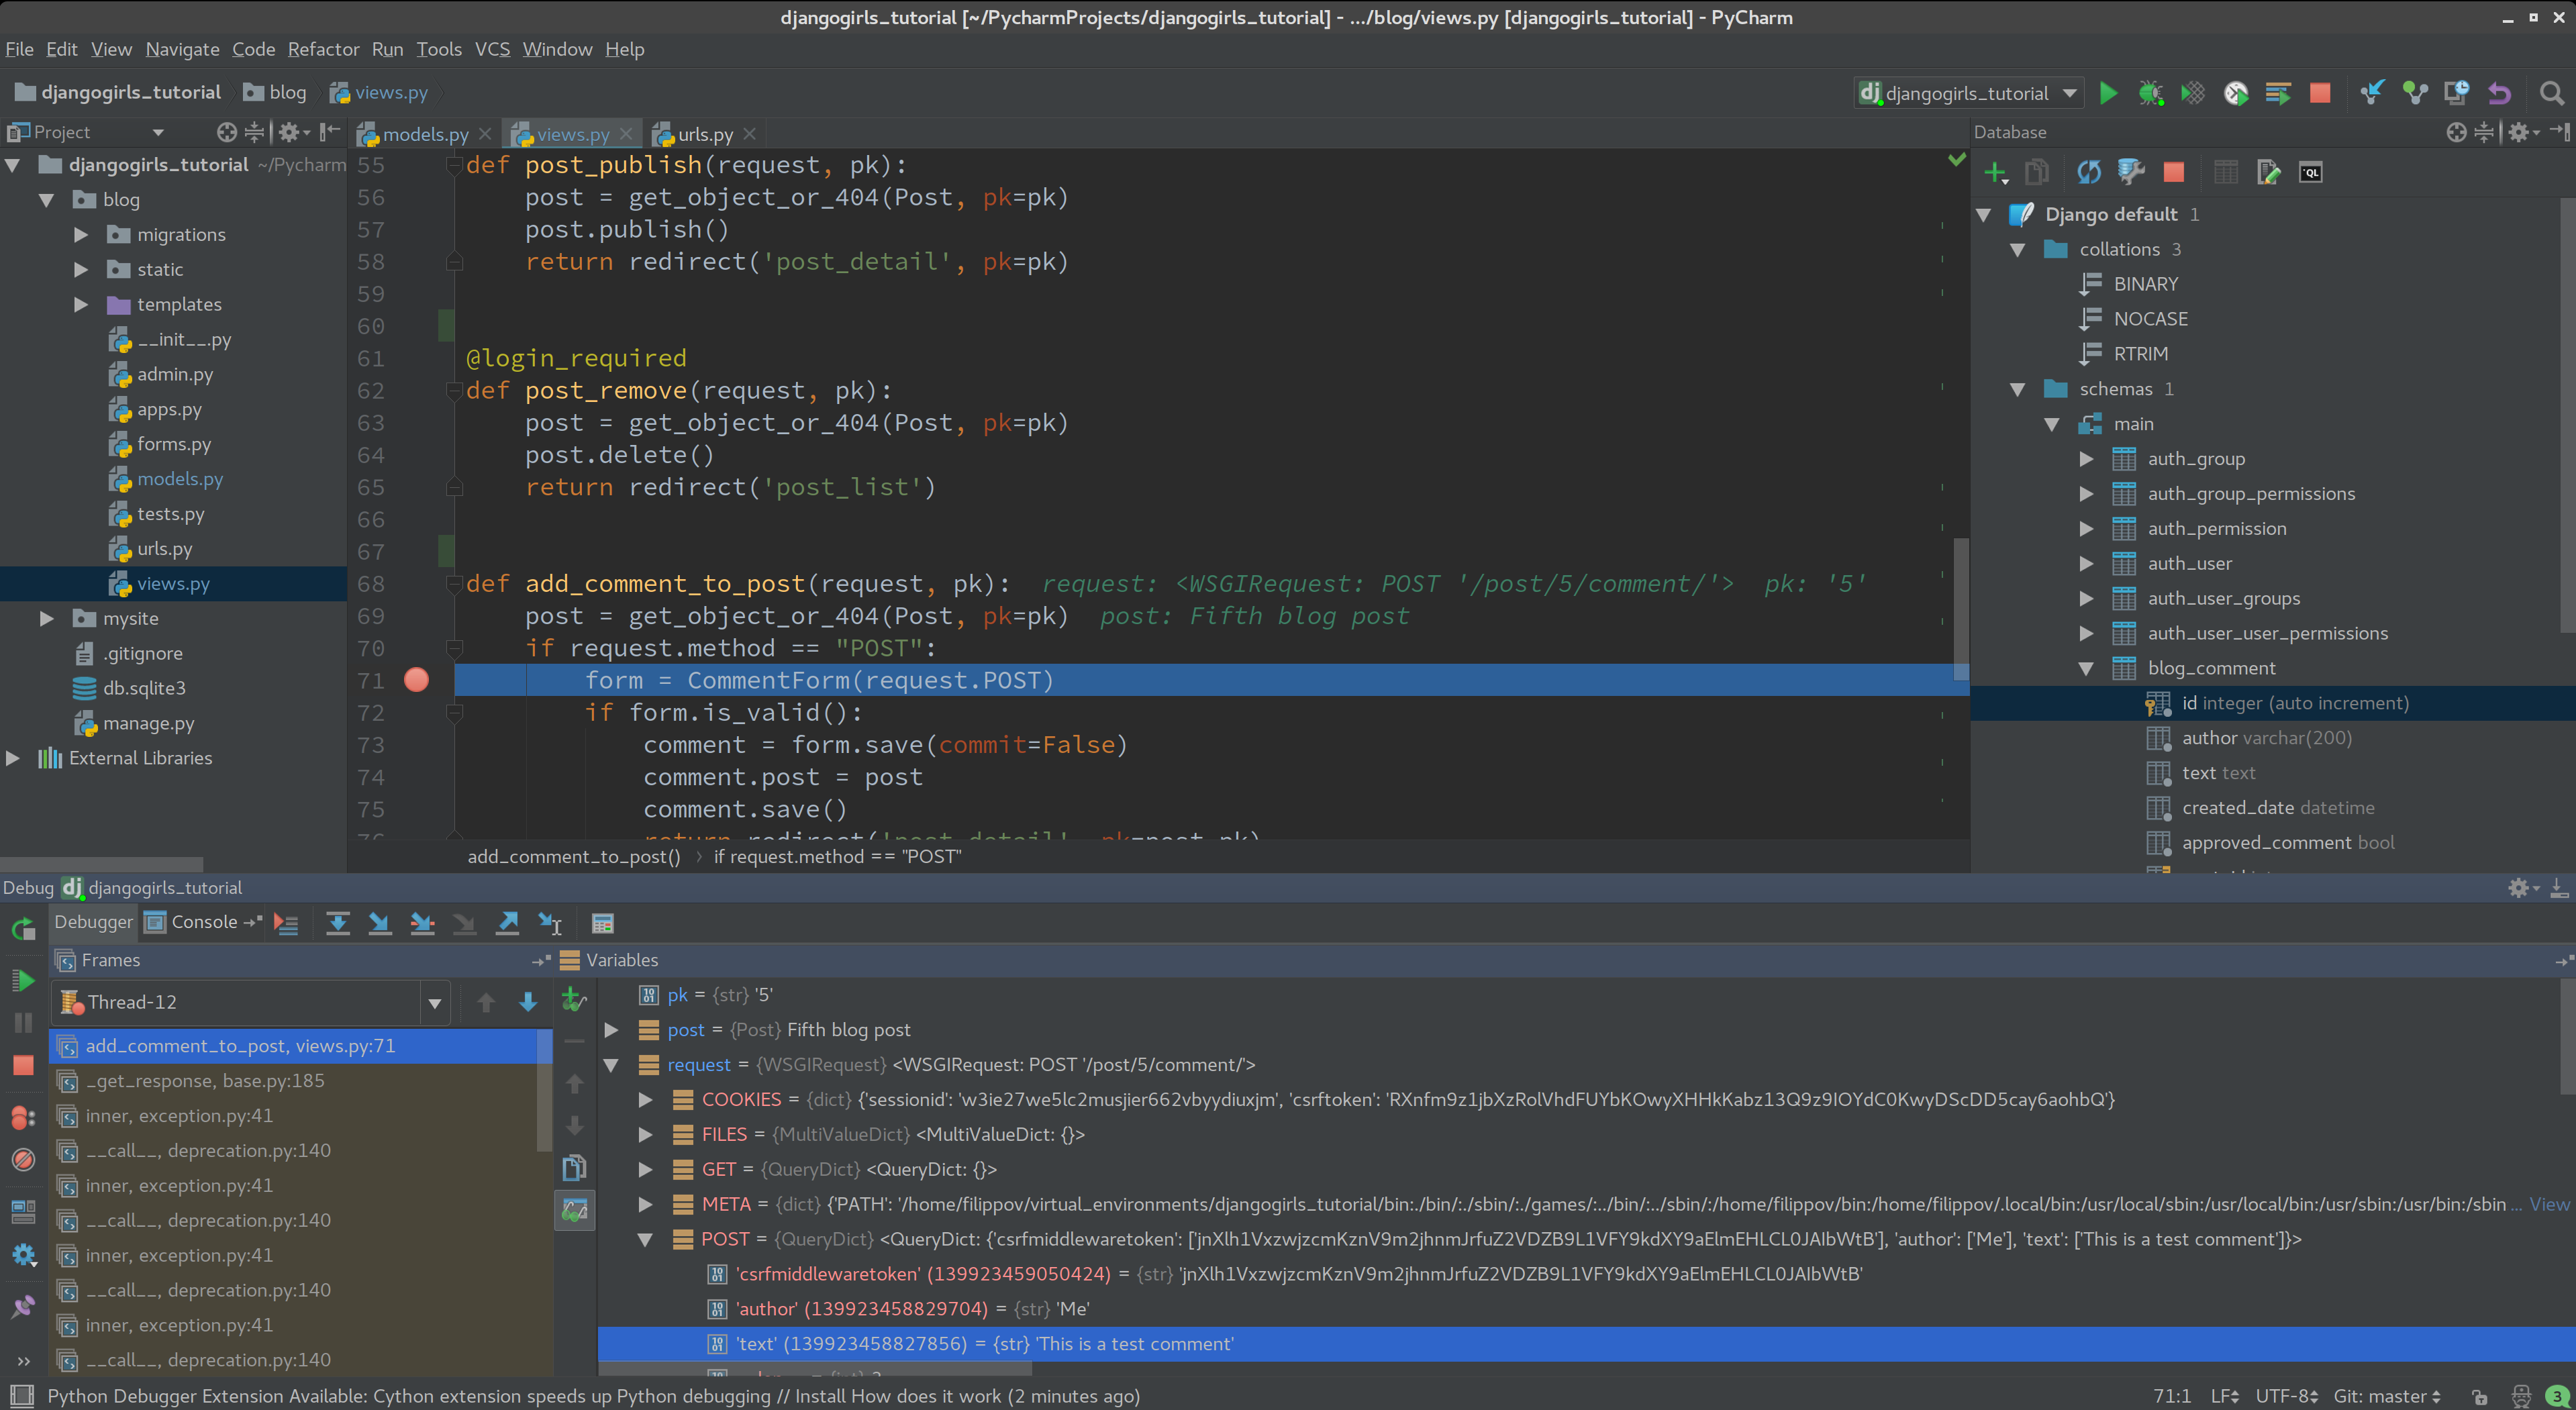 djangogirls_tutorial [~/PycharmProjects/djangogirls_tutorial] - .../blog/views.py [djangogirls_tutorial] - PyCharm
File Edit View Navigate Code Refactor Run Tools VCS Window Help
djangogirls_tutorial blog views.py
dj djangogirls_tutorial
Project
djangogirls_tutorial ~/Pycharm
blog
migrations
static
templates
__init__.py
admin.py
apps.py
forms.py
models.py
tests.py
urls.py
views.py
mysite
.gitignore
db.sqlite3
manage.py
External Libraries
models.py views.py urls.py
55 def post_publish(request, pk):
56 post = get_object_or_404(Post, pk=pk)
57 post.publish()
58 return redirect('post_detail', pk=pk)
59
60
61 @login_required
62 def post_remove(request, pk):
63 post = get_object_or_404(Post, pk=pk)
64 post.delete()
65 return redirect('post_list')
66
67
68 def add_comment_to_post(request, pk): request: <WSGIRequest: POST '/post/5/comment/'> pk: '5'
69 post = get_object_or_404(Post, pk=pk) post: Fifth blog post
70 if request.method == "POST":
71 form = CommentForm(request.POST)
72 if form.is_valid():
73 comment = form.save(commit=False)
74 comment.post = post
75 comment.save()
76 return redirect('post_detail', pk=post.pk)
add_comment_to_post() › if request.method == "POST"
Database
QL
Django default 1
collations 3
BINARY
NOCASE
RTRIM
schemas 1
main
auth_group
auth_group_permissions
auth_permission
auth_user
auth_user_groups
auth_user_user_permissions
blog_comment
id integer (auto increment)
author varchar(200)
text text
created_date datetime
approved_comment bool
Debug dj djangogirls_tutorial
Debugger Console
Frames
Thread-12
add_comment_to_post, views.py:71
_get_response, base.py:185
inner, exception.py:41
__call__, deprecation.py:140
inner, exception.py:41
__call__, deprecation.py:140
inner, exception.py:41
__call__, deprecation.py:140
inner, exception.py:41
__call__, deprecation.py:140
Variables
pk = {str} '5'
post = {Post} Fifth blog post
request = {WSGIRequest} <WSGIRequest: POST '/post/5/comment/'>
COOKIES = {dict} {'sessionid': 'w3ie27we5lc2musjier662vbyydiuxjm', 'csrftoken': 'RXnfm9z1jbXzRolVhdFUYbKOwyXHHkKabz13Q9z9IOYdC0KwyDScDD5cay6aohbQ'}
FILES = {MultiValueDict} <MultiValueDict: {}>
GET = {QueryDict} <QueryDict: {}>
META = {dict} {'PATH': '/home/filippov/virtual_environments/djangogirls_tutorial/bin:./bin/:./sbin/:./games/:../bin/:../sbin/:/home/filippov/bin:/home/filippov/.local/bin:/usr/local/sbin:/usr/local/bin:/usr/sbin:/usr/bin:/sbin ... View
POST = {QueryDict} <QueryDict: {'csrfmiddlewaretoken': ['jnXlh1VxzwjzcmKznV9m2jhnmJrfuZ2VDZB9L1VFY9kdXY9aElmEHLCL0JAIbWtB'], 'author': ['Me'], 'text': ['This is a test comment']}>
'csrfmiddlewaretoken' (139923459050424) = {str} 'jnXlh1VxzwjzcmKznV9m2jhnmJrfuZ2VDZB9L1VFY9kdXY9aElmEHLCL0JAIbWtB'
'author' (139923458829704) = {str} 'Me'
'text' (139923458827856) = {str} 'This is a test comment'
Python Debugger Extension Available: Cython extension speeds up Python debugging // Install How does it work (2 minutes ago)
71:1 LF UTF-8 Git: master 3